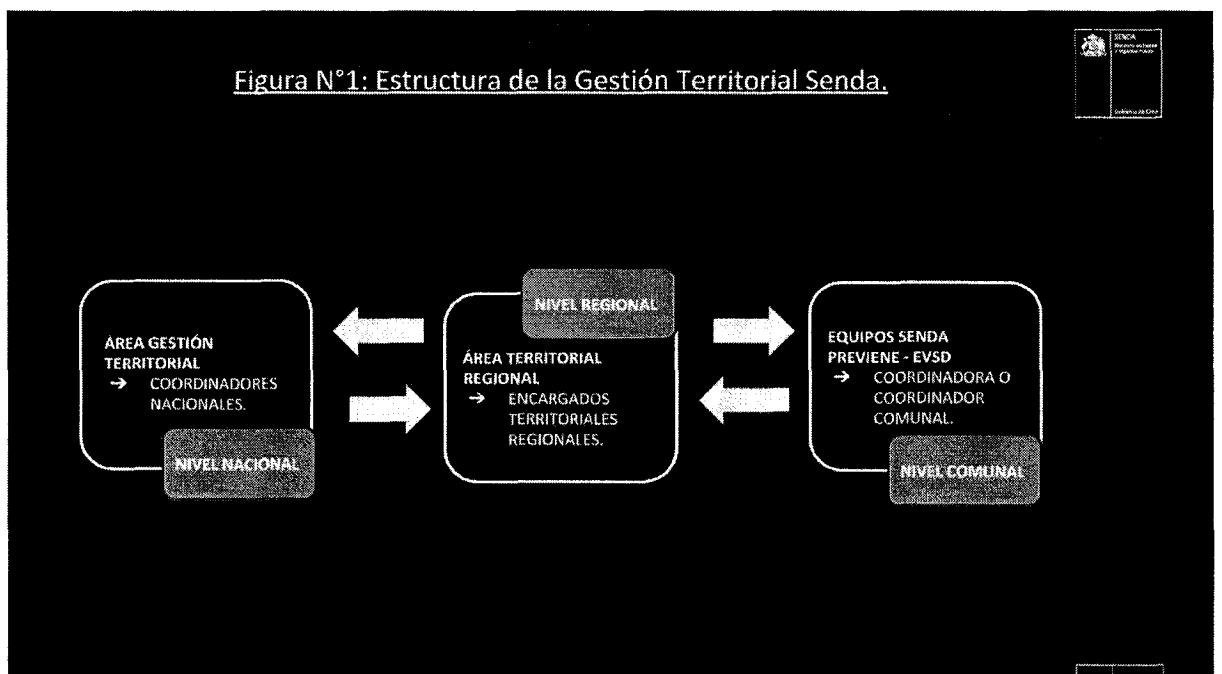 Figura N°1: Estructura de la Gestión Territorial Senda.
SENDA
Gobierno de Chile
ÁREA GESTIÓN
TERRITORIAL
→ COORDINADORES
NACIONALES.
NIVEL NACIONAL
NIVEL REGIONAL
ÁREA TERRITORIAL
REGIONAL
→ ENCARGADOS
TERRITORIALES
REGIONALES.
EQUIPOS SENDA
PREVIENE - EVSD
→ COORDINADORA O
COORDINADOR
COMUNAL.
NIVEL COMUNAL